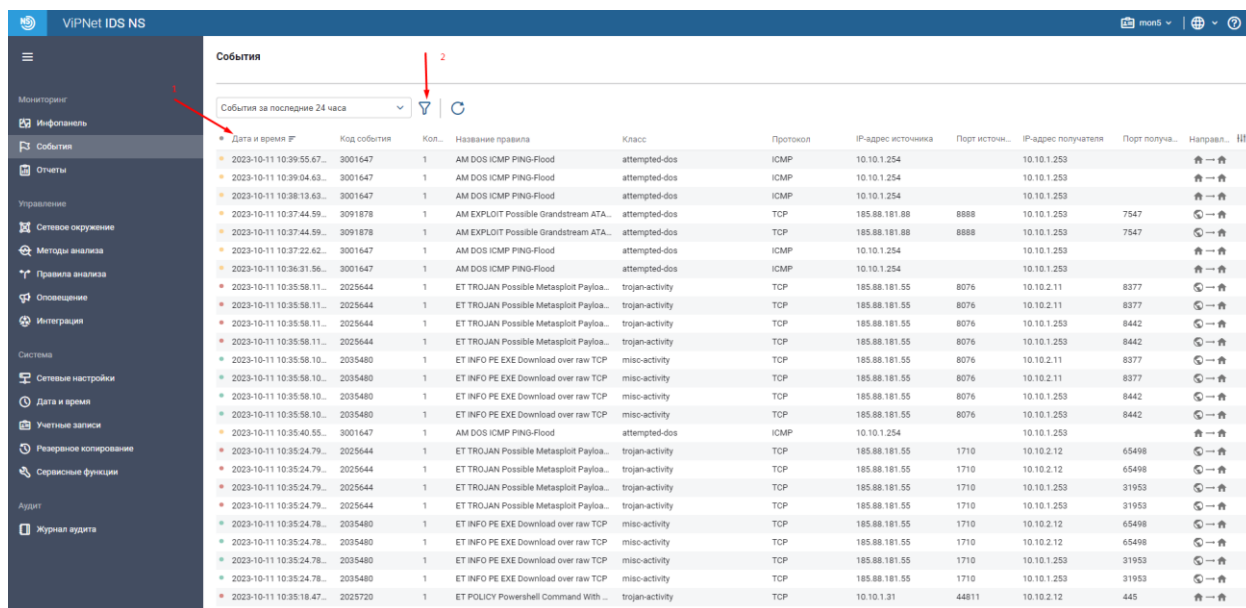 NS ViPNet IDS NS mon5
События
2
1
Мониторинг
Инфопанель
События
Отчеты
Управление
Сетевое окружение
Методы анализа
Правила анализа
Оповещение
Интеграция
Система
Сетевые настройки
Дата и время
Учетные записи
Резервное копирование
Сервисные функции
Аудит
Журнал аудита
События за последние 24 часа
Дата и время Код события Кол... Название правила Класс Протокол IP-адрес источника Порт источн... IP-адрес получателя Порт получа... Направл...
2023-10-11 10:39:55.67... 3001647 1 AM DOS ICMP PING-Flood attempted-dos ICMP 10.10.1.254 10.10.1.253
2023-10-11 10:39:04.63... 3001647 1 AM DOS ICMP PING-Flood attempted-dos ICMP 10.10.1.254 10.10.1.253
2023-10-11 10:38:13.63... 3001647 1 AM DOS ICMP PING-Flood attempted-dos ICMP 10.10.1.254 10.10.1.253
2023-10-11 10:37:44.59... 3091878 1 AM EXPLOIT Possible Grandstream ATA... attempted-dos TCP 185.88.181.88 8888 10.10.1.253 7547
2023-10-11 10:37:44.59... 3091878 1 AM EXPLOIT Possible Grandstream ATA... attempted-dos TCP 185.88.181.88 8888 10.10.1.253 7547
2023-10-11 10:37:22.62... 3001647 1 AM DOS ICMP PING-Flood attempted-dos ICMP 10.10.1.254 10.10.1.253
2023-10-11 10:36:31.56... 3001647 1 AM DOS ICMP PING-Flood attempted-dos ICMP 10.10.1.254 10.10.1.253
2023-10-11 10:35:58.11... 2025644 1 ET TROJAN Possible Metasploit Payloa... trojan-activity TCP 185.88.181.55 8076 10.10.2.11 8377
2023-10-11 10:35:58.11... 2025644 1 ET TROJAN Possible Metasploit Payloa... trojan-activity TCP 185.88.181.55 8076 10.10.2.11 8377
2023-10-11 10:35:58.11... 2025644 1 ET TROJAN Possible Metasploit Payloa... trojan-activity TCP 185.88.181.55 8076 10.10.1.253 8442
2023-10-11 10:35:58.11... 2025644 1 ET TROJAN Possible Metasploit Payloa... trojan-activity TCP 185.88.181.55 8076 10.10.1.253 8442
2023-10-11 10:35:58.10... 2035480 1 ET INFO PE EXE Download over raw TCP misc-activity TCP 185.88.181.55 8076 10.10.2.11 8377
2023-10-11 10:35:58.10... 2035480 1 ET INFO PE EXE Download over raw TCP misc-activity TCP 185.88.181.55 8076 10.10.2.11 8377
2023-10-11 10:35:58.10... 2035480 1 ET INFO PE EXE Download over raw TCP misc-activity TCP 185.88.181.55 8076 10.10.1.253 8442
2023-10-11 10:35:58.10... 2035480 1 ET INFO PE EXE Download over raw TCP misc-activity TCP 185.88.181.55 8076 10.10.1.253 8442
2023-10-11 10:35:40.55... 3001647 1 AM DOS ICMP PING-Flood attempted-dos ICMP 10.10.1.254 10.10.1.253
2023-10-11 10:35:24.79... 2025644 1 ET TROJAN Possible Metasploit Payloa... trojan-activity TCP 185.88.181.55 1710 10.10.2.12 65498
2023-10-11 10:35:24.79... 2025644 1 ET TROJAN Possible Metasploit Payloa... trojan-activity TCP 185.88.181.55 1710 10.10.2.12 65498
2023-10-11 10:35:24.79... 2025644 1 ET TROJAN Possible Metasploit Payloa... trojan-activity TCP 185.88.181.55 1710 10.10.1.253 31953
2023-10-11 10:35:24.79... 2025644 1 ET TROJAN Possible Metasploit Payloa... trojan-activity TCP 185.88.181.55 1710 10.10.1.253 31953
2023-10-11 10:35:24.78... 2035480 1 ET INFO PE EXE Download over raw TCP misc-activity TCP 185.88.181.55 1710 10.10.2.12 65498
2023-10-11 10:35:24.78... 2035480 1 ET INFO PE EXE Download over raw TCP misc-activity TCP 185.88.181.55 1710 10.10.2.12 65498
2023-10-11 10:35:24.78... 2035480 1 ET INFO PE EXE Download over raw TCP misc-activity TCP 185.88.181.55 1710 10.10.1.253 31953
2023-10-11 10:35:24.78... 2035480 1 ET INFO PE EXE Download over raw TCP misc-activity TCP 185.88.181.55 1710 10.10.1.253 31953
2023-10-11 10:35:18.47... 2025720 1 ET POLICY Powershell Command With ... trojan-activity TCP 10.10.1.31 44811 10.10.2.12 445